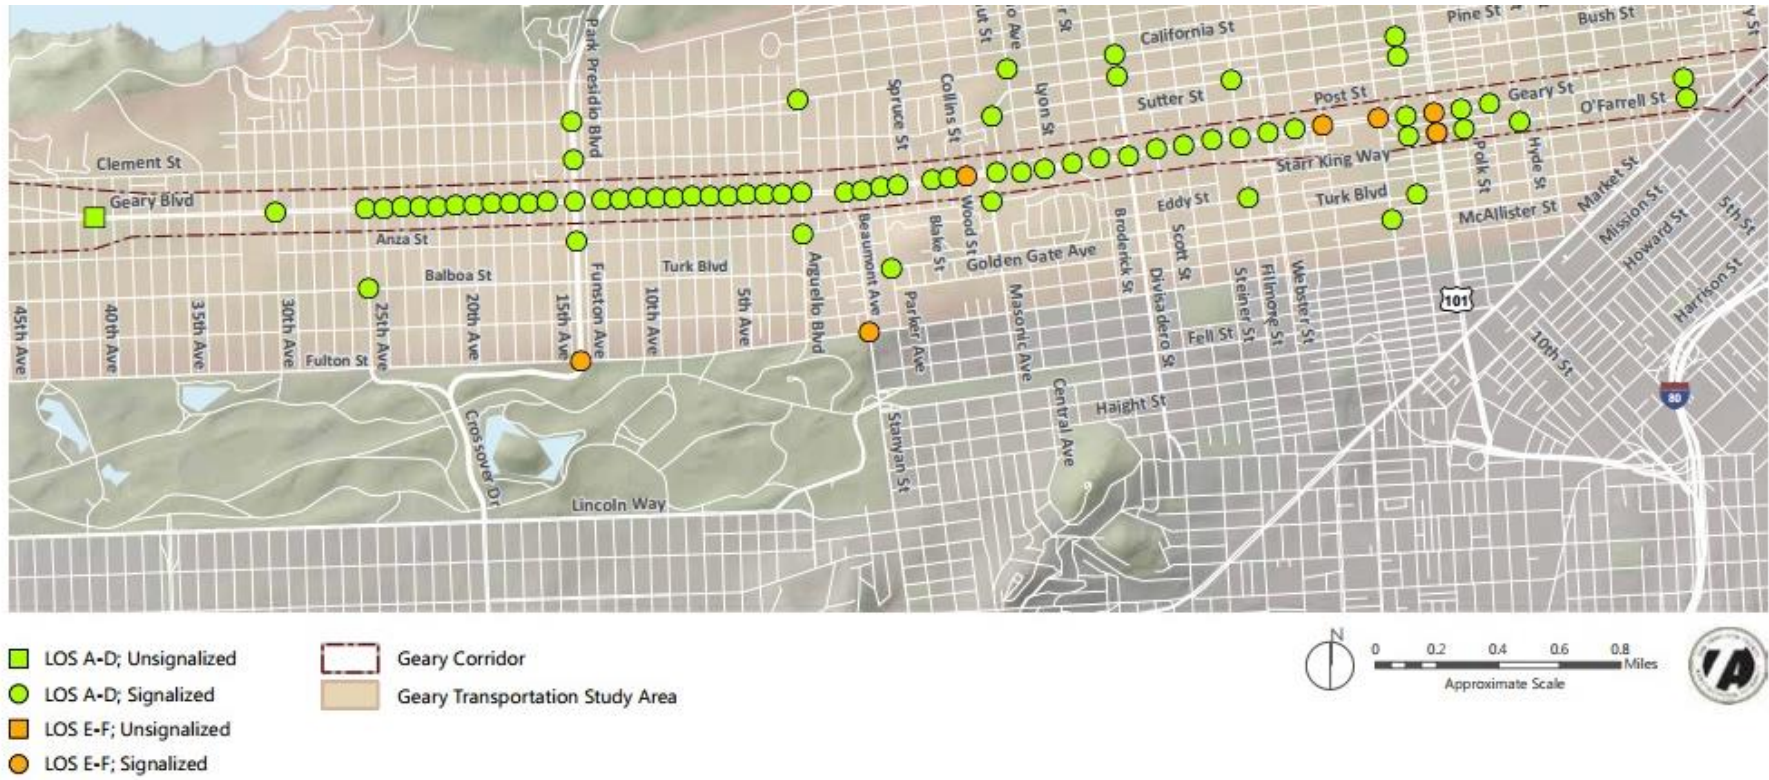 Pine St
Bush St
California St
Park Presidio Blvd
Spruce St
Collins St
Lyon St
Sutter St
Post St
Geary St
O'Farrell St
Clement St
Geary Blvd
Anza St
Starr King Way
Polk St
Hyde St
Market St
Mission St
Howard St
5th St
Harrison St
Eddy St
Turk Blvd
McAllister St
Beaumont Ave
Blake St
Wood St
Golden Gate Ave
Broderick St
Scott St
Divisadero St
Steiner St
Fillmore St
Webster St
101
Balboa St
Turk Blvd
45th Ave
40th Ave
35th Ave
30th Ave
25th Ave
20th Ave
15th Ave
Funston Ave
10th Ave
5th Ave
Arguello Blvd
Parker Ave
Masonic Ave
Fell St
10th St
Fulton St
Central Ave
Haight St
80
Crossover Dr
Stanyan St
Lincoln Way
LOS A-D; Unsignalized
LOS A-D; Signalized
LOS E-F; Unsignalized
LOS E-F; Signalized
Geary Corridor
Geary Transportation Study Area
N
0 0.2 0.4 0.6 0.8
Miles
Approximate Scale